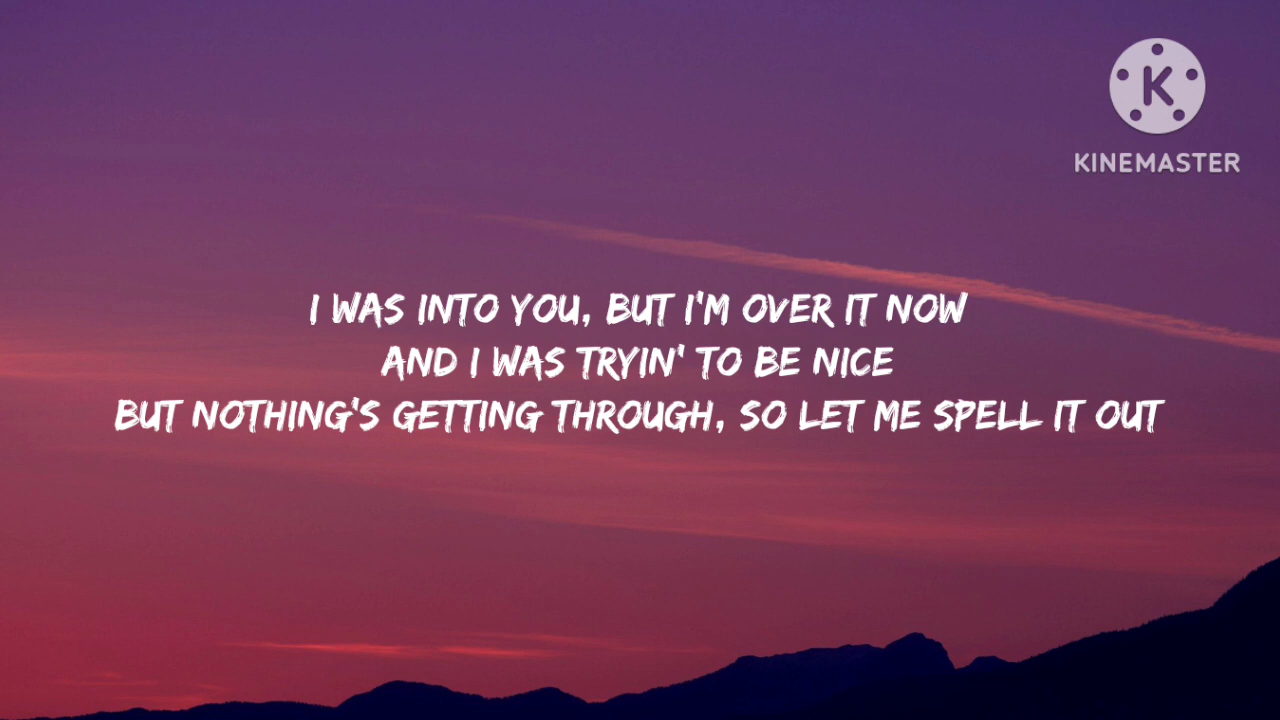 K
KINEMASTER
I WAS INTO YOU, BUT I'M OVER IT NOW
AND I WAS TRYIN' TO BE NICE
BUT NOTHING'S GETTING THROUGH, SO LET ME SPELL IT OUT